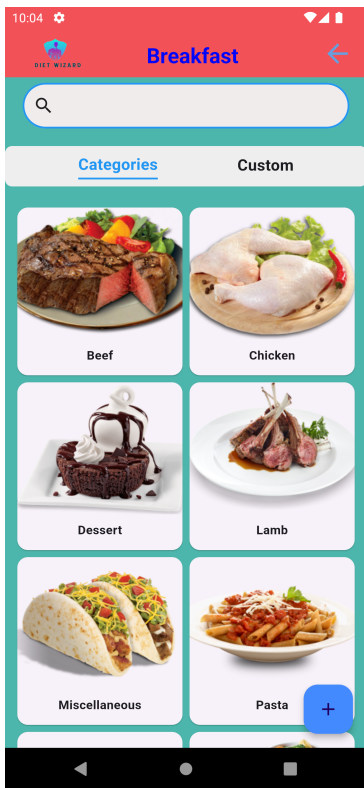 10:04
DIET WIZARD
Breakfast
Categories Custom
Beef Chicken
Dessert Lamb
Miscellaneous Pasta
+